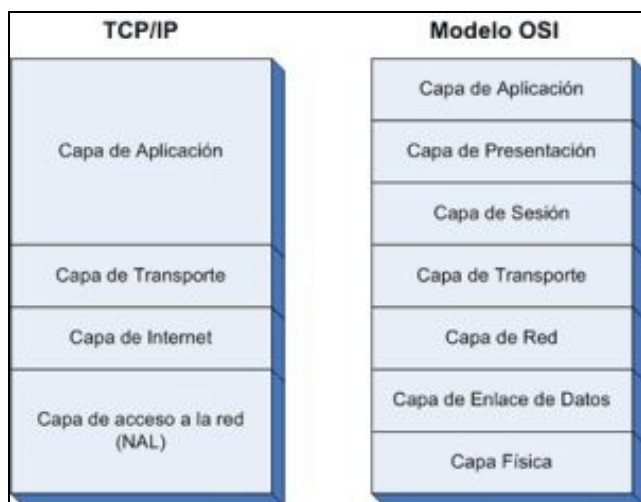 TCP/IP
Capa de Aplicación
Capa de Transporte
Capa de Internet
Capa de acceso a la red
(NAL)
Modelo OSI
Capa de Aplicación
Capa de Presentación
Capa de Sesión
Capa de Transporte
Capa de Red
Capa de Enlace de Datos
Capa Física